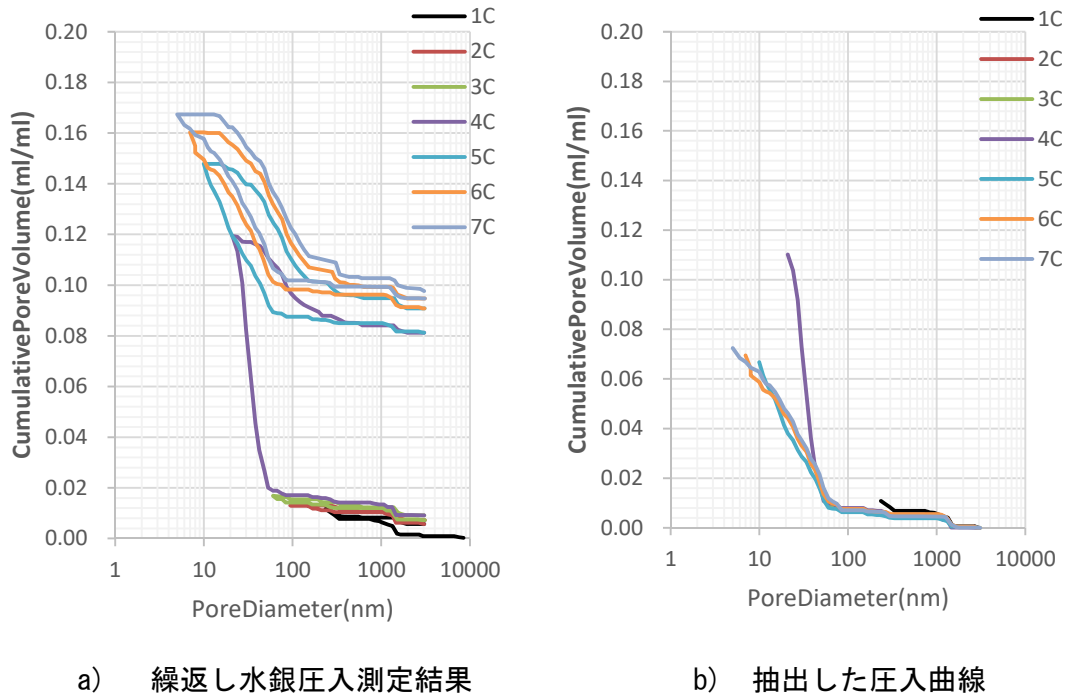 1C
2C
3C
4C
5C
6C
7C
0.20
0.18
0.16
0.14
0.12
0.10
0.08
0.06
0.04
0.02
0.00
CumulativePoreVolume(ml/ml)
1
10
100
1000
10000
PoreDiameter(nm)
a) 繰返し水銀圧入測定結果
1C
2C
3C
4C
5C
6C
7C
0.20
0.18
0.16
0.14
0.12
0.10
0.08
0.06
0.04
0.02
0.00
CumulativePoreVolume(ml/ml)
1
10
100
1000
10000
PoreDiameter(nm)
b) 抽出した圧入曲線